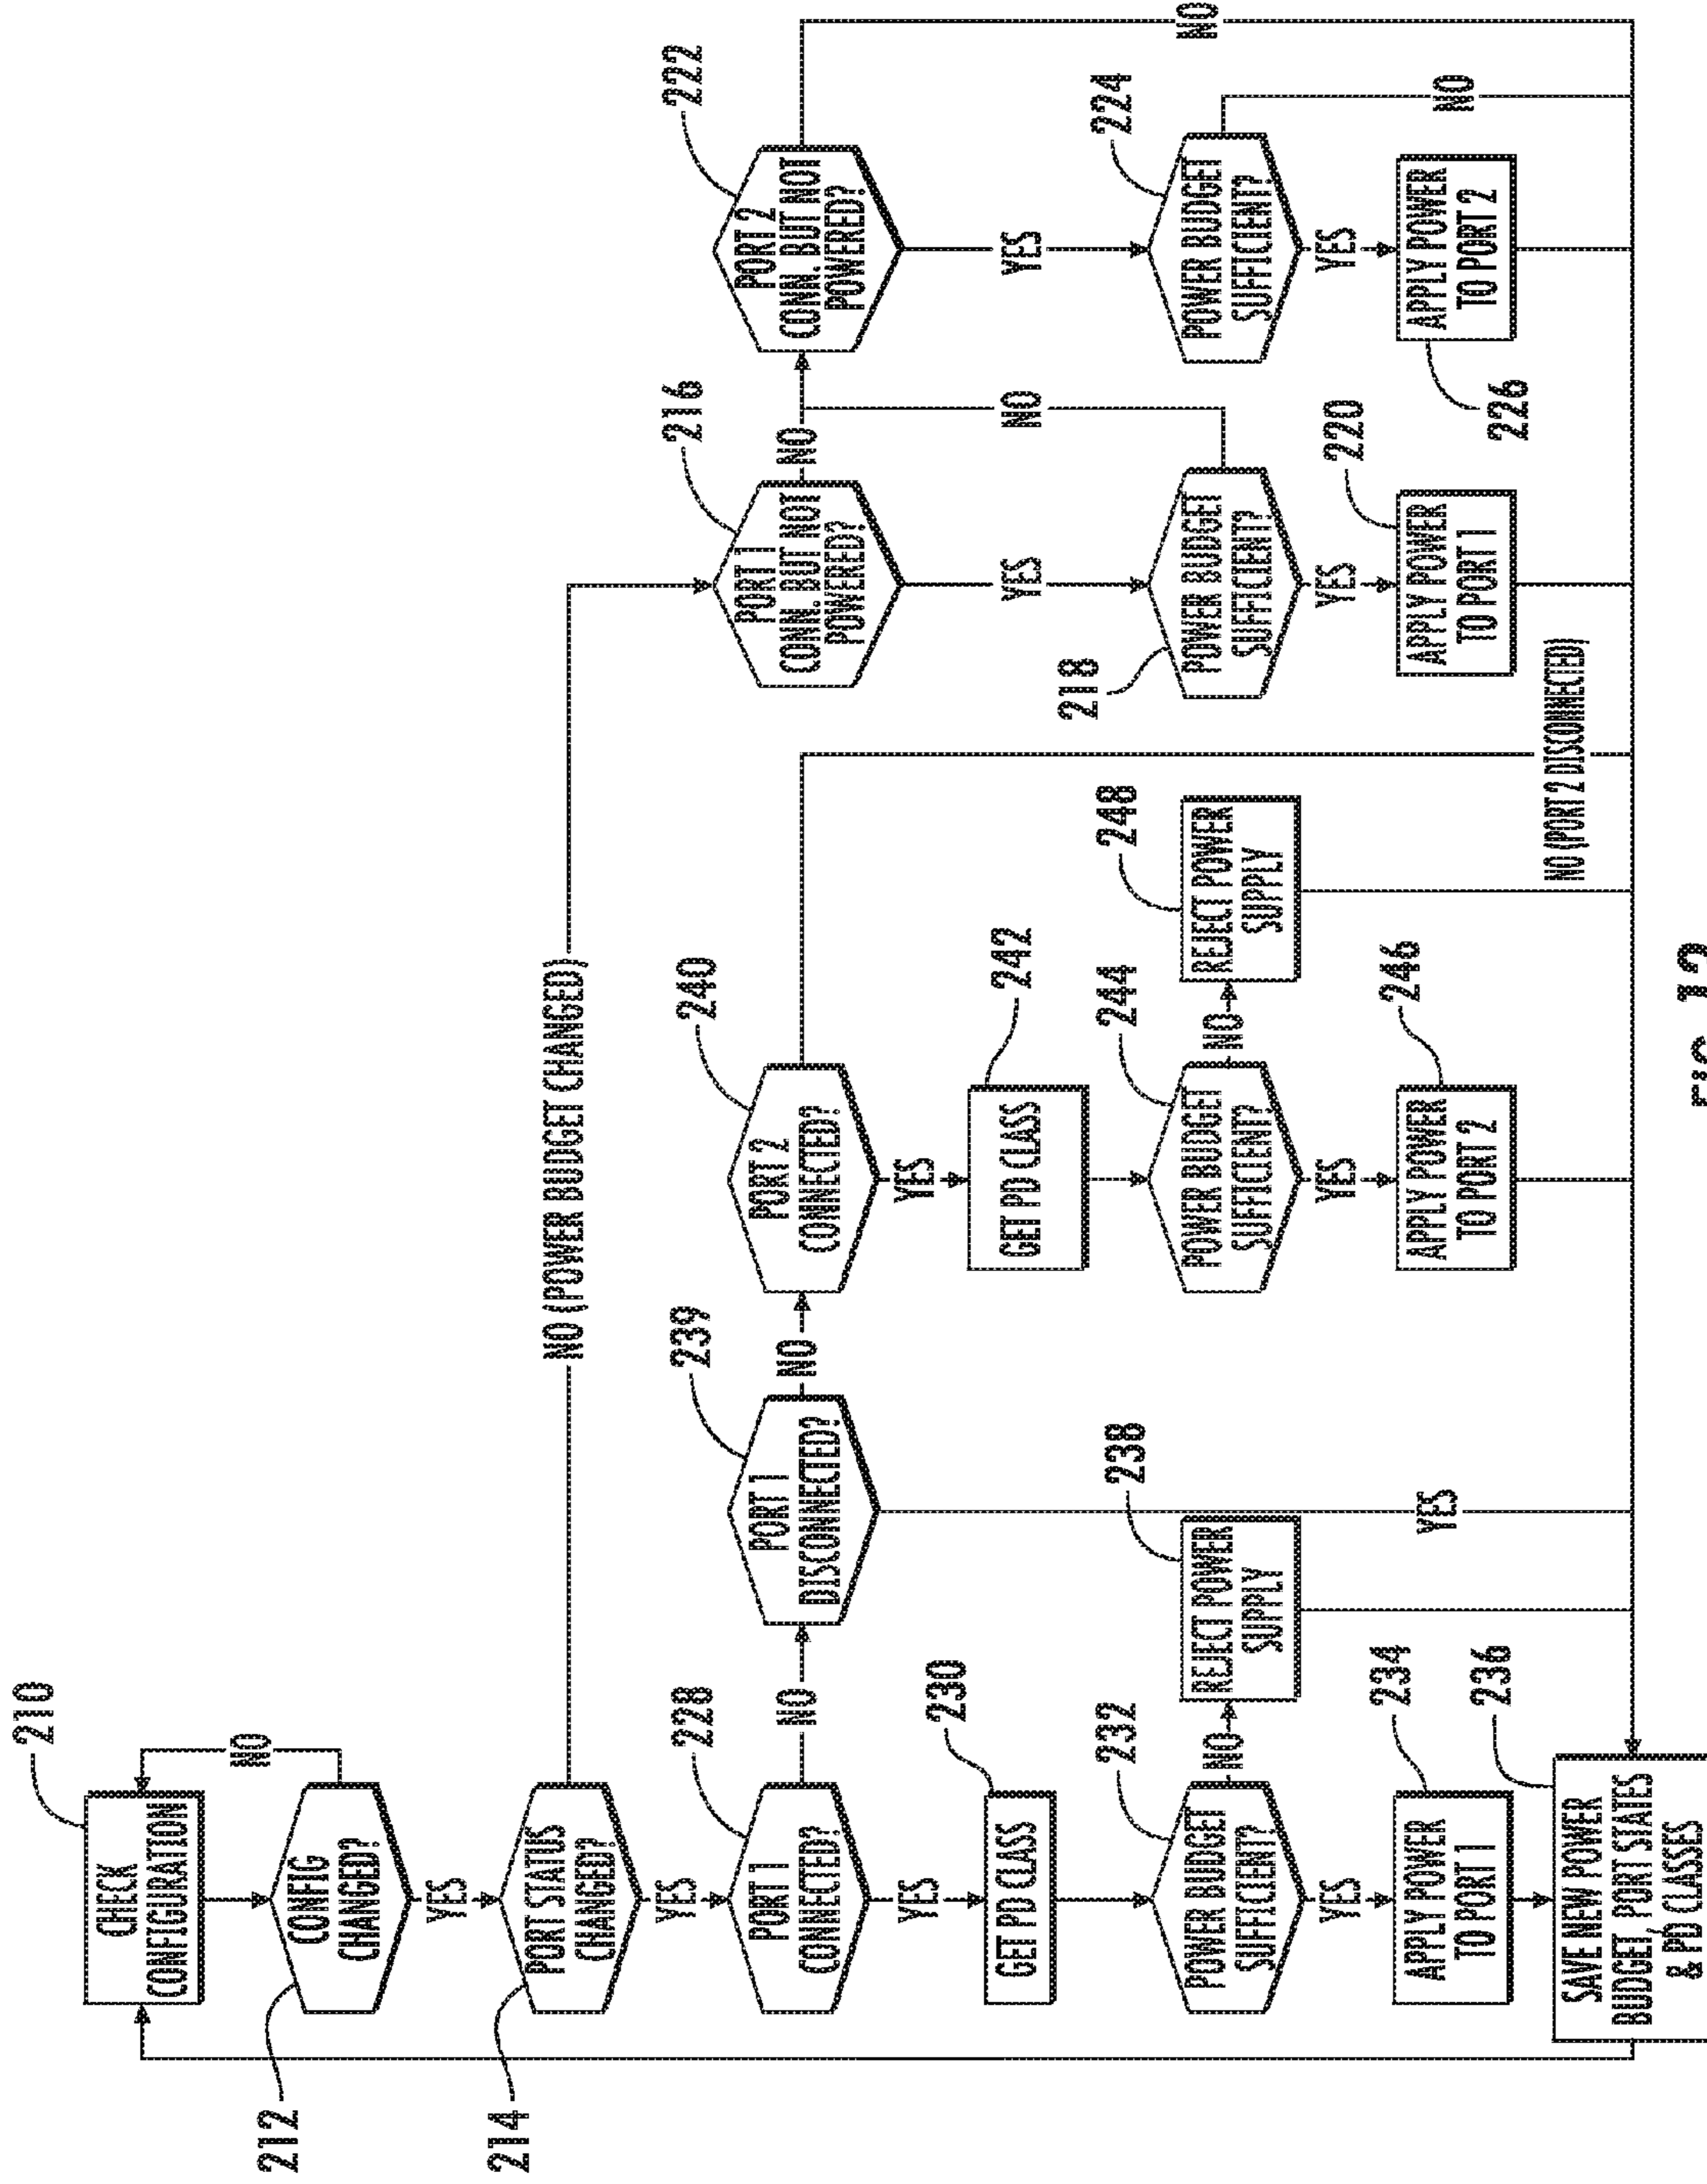 210
CHECK
CONFIGURATION
NO
212
CONFIG
CHANGED?
YES
214
PORT STATUS
CHANGED?
NO (POWER BUDGET CHANGED)
YES
228
PORT 1
CONNECTED?
NO
239
PORT 1
DISCONNECTED?
NO
240
PORT 2
CONNECTED?
216
PORT 1
CONN. BUT NOT
POWERED?
NO
222
PORT 2
CONN. BUT NOT
POWERED?
NO
YES
230
GET PD CLASS
YES
242
GET PD CLASS
YES
NO
YES
232
POWER BUDGET
SUFFICIENT?
NO
238
REJECT POWER
SUPPLY
244
POWER BUDGET
SUFFICIENT?
NO
248
REJECT POWER
SUPPLY
218
POWER BUDGET
SUFFICIENT?
224
POWER BUDGET
SUFFICIENT?
NO
YES
234
APPLY POWER
TO PORT 1
YES
YES
246
APPLY POWER
TO PORT 2
YES
220
APPLY POWER
TO PORT 1
YES
226
APPLY POWER
TO PORT 2
NO (PORT 2 DISCONNECTED)
236
SAVE NEW POWER
BUDGET, PORT STATES
& PD CLASSES